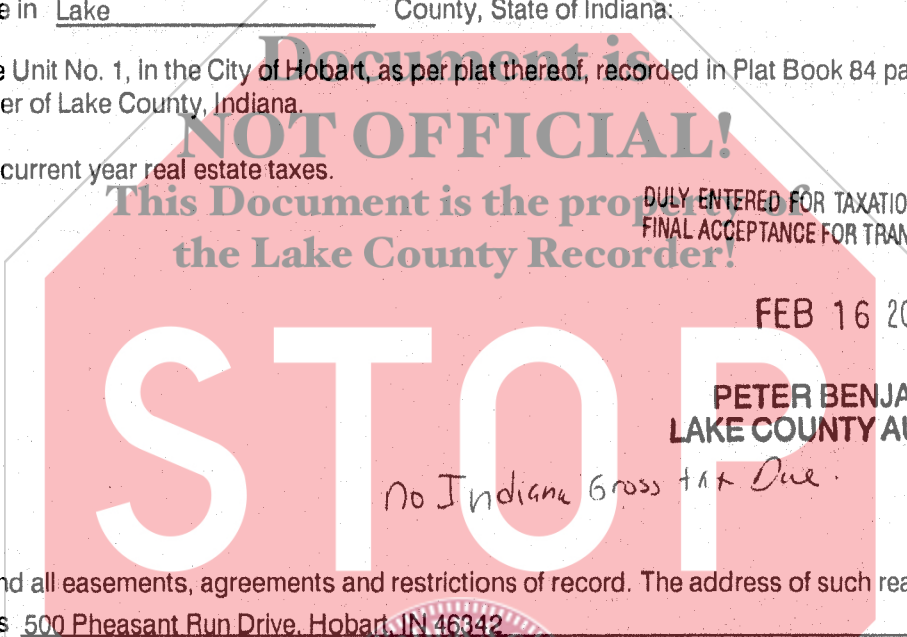 e in Lake County, State of Indiana:
Document is
e Unit No. 1, in the City of Hobart, as per plat thereof, recorded in Plat Book 84 pa
er of Lake County, Indiana.
NOT OFFICIAL!
current year real estate taxes.
This Document is the property of
DULY ENTERED FOR TAXATIO
FINAL ACCEPTANCE FOR TRAN
the Lake County Recorder!
FEB 16 20
STOP
PETER BENJA
LAKE COUNTY AU
no Indiana Gross tax Due.
nd all easements, agreements and restrictions of record. The address of such rea
s 500 Pheasant Run Drive, Hobart, IN 46342